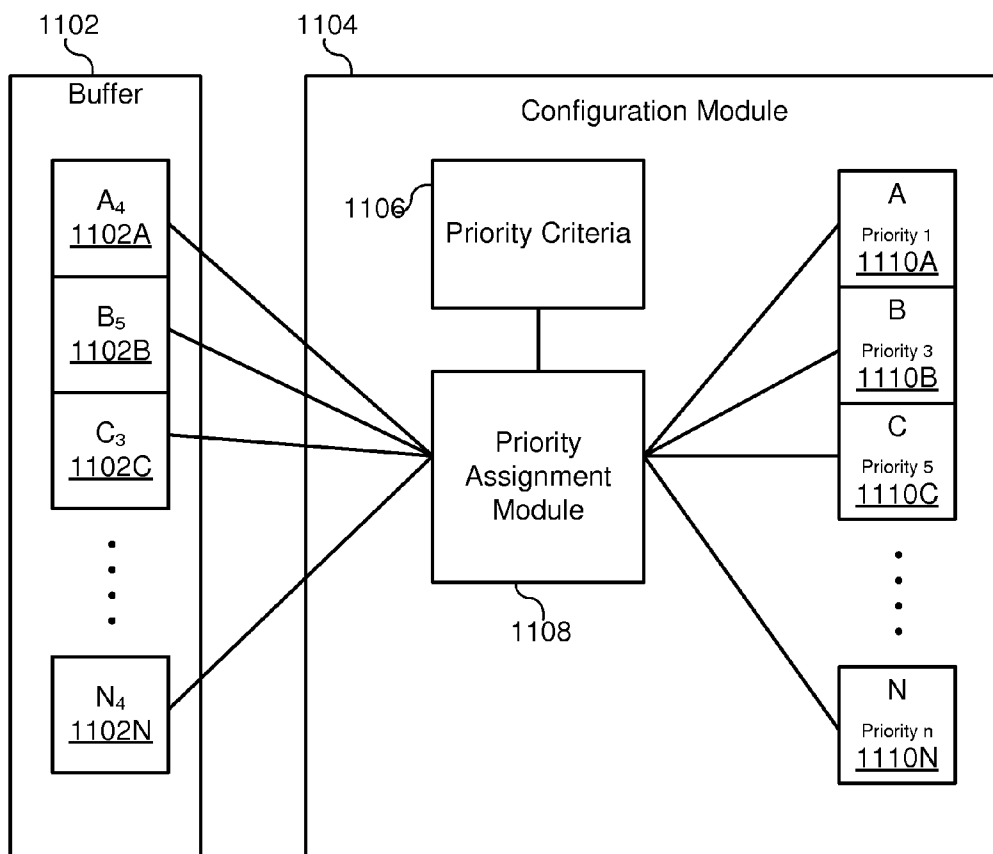 1102
1104
Buffer
Configuration Module
A₄
1102A
B₅
1102B
C₃
1102C
N₄
1102N
1106
Priority Criteria
Priority
Assignment
Module
1108
A
Priority 1
1110A
B
Priority 3
1110B
C
Priority 5
1110C
N
Priority n
1110N